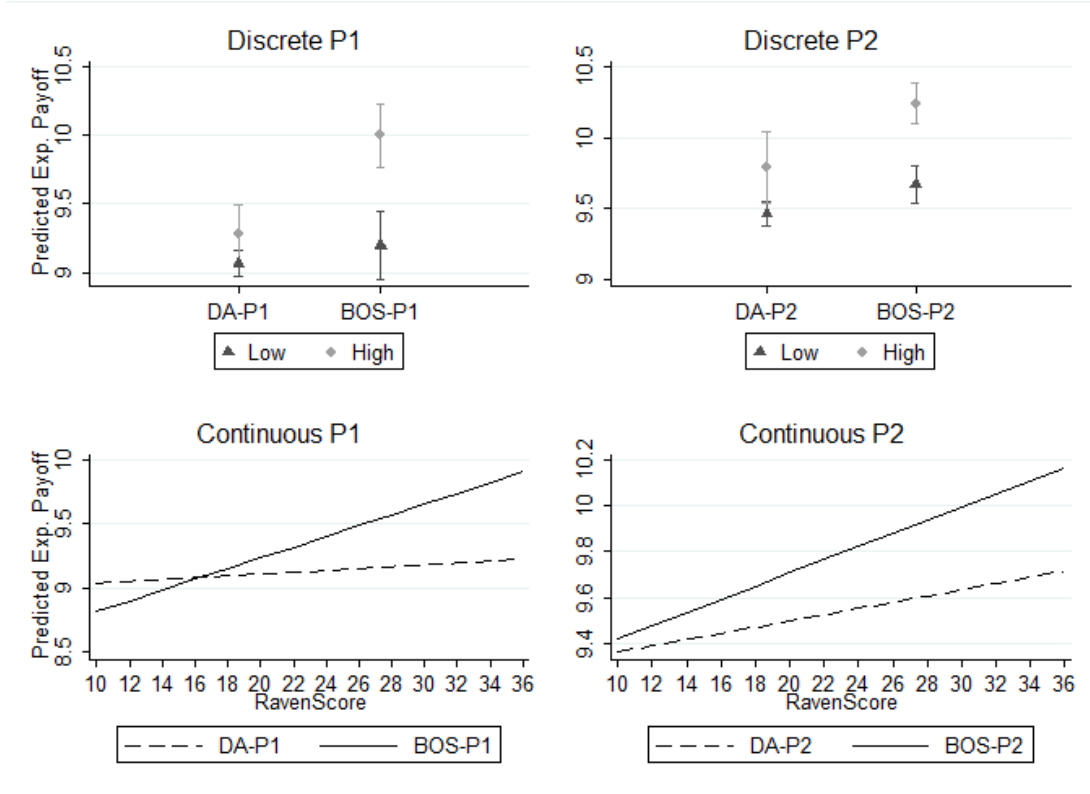 Discrete P1
Predicted Exp. Payoff
10.5
10
9.5
9
DA-P1 BOS-P1
Low High
Discrete P2
10.5
10
9.5
9
DA-P2 BOS-P2
Low High
Continuous P1
Predicted Exp. Payoff
10
9.5
9
8.5
10 12 14 16 18 20 22 24 26 28 30 32 34 36
RavenScore
DA-P1 BOS-P1
Continuous P2
10.2
10
9.8
9.6
9.4
10 12 14 16 18 20 22 24 26 28 30 32 34 36
RavenScore
DA-P2 BOS-P2